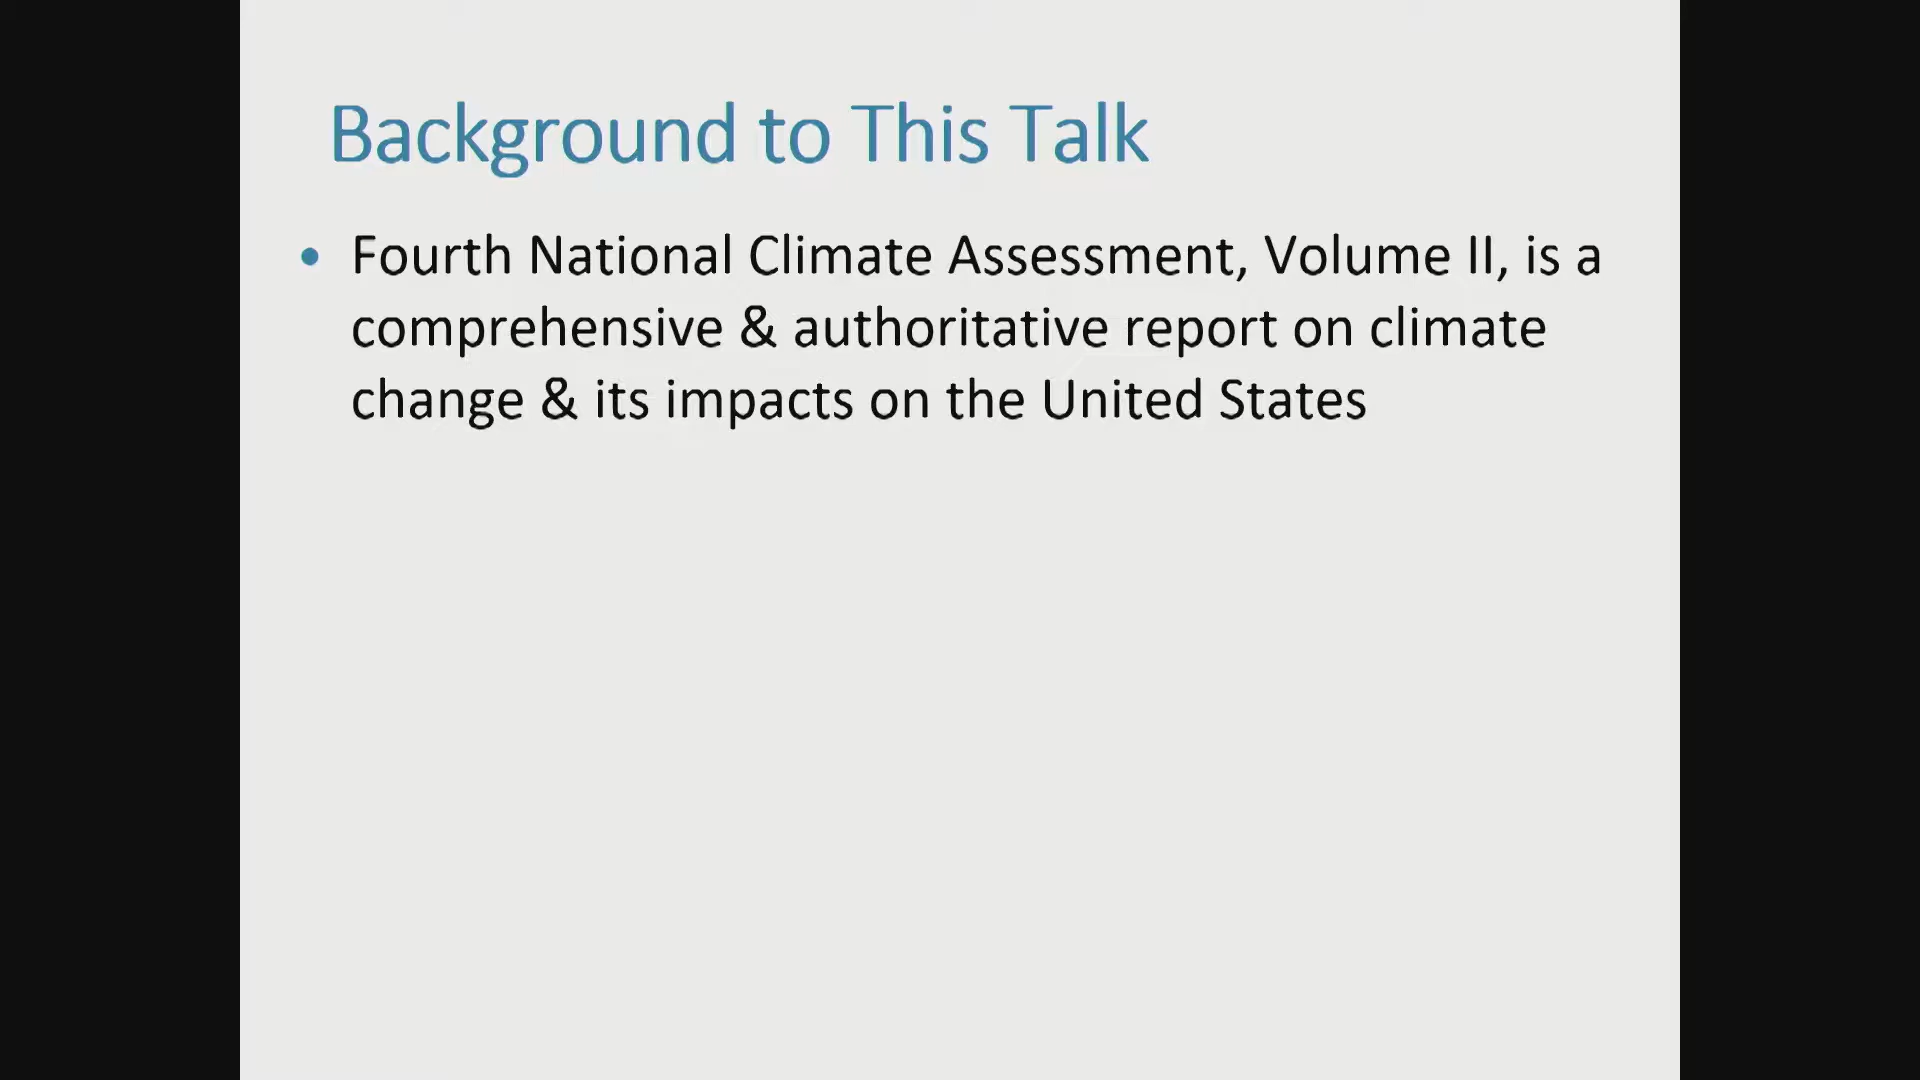 Background to This Talk
• Fourth National Climate Assessment, Volume II, is a
comprehensive & authoritative report on climate
change & its impacts on the United States